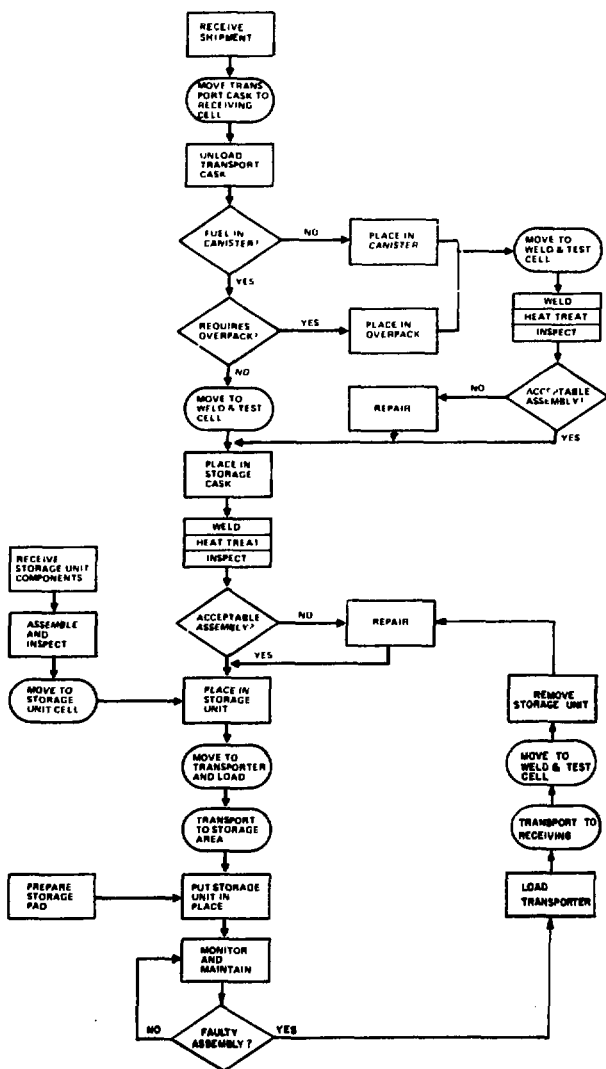 RECEIVE
SHIPMENT
MOVE TRANS
PORT CASK TO
RECEIVING
CELL
UNLOAD
TRANSPORT
CASK
FUEL IN
CANISTER?
NO
PLACE IN
CANISTER
MOVE TO
WELD & TEST
CELL
YES
WELD
HEAT TREAT
INSPECT
REQUIRES
OVERPACK?
YES
PLACE IN
OVERPACK
NO
ACCEPTABLE
ASSEMBLY?
NO
REPAIR
YES
MOVE TO
WELD & TEST
CELL
PLACE IN
STORAGE
CASK
WELD
HEAT TREAT
INSPECT
RECEIVE
STORAGE UNIT
COMPONENTS
ACCEPTABLE
ASSEMBLY?
NO
REPAIR
YES
ASSEMBLE
AND
INSPECT
MOVE TO
STORAGE
UNIT CELL
PLACE IN
STORAGE
UNIT
REMOVE
STORAGE UNIT
MOVE TO
TRANSPORTER
AND LOAD
MOVE TO
WELD & TEST
CELL
TRANSPORT
TO STORAGE
AREA
TRANSPORT TO
RECEIVING
PREPARE
STORAGE
PAD
PUT STORAGE
UNIT IN
PLACE
LOAD
TRANSPORTER
MONITOR
AND
MAINTAIN
NO
FAULTY
ASSEMBLY?
YES